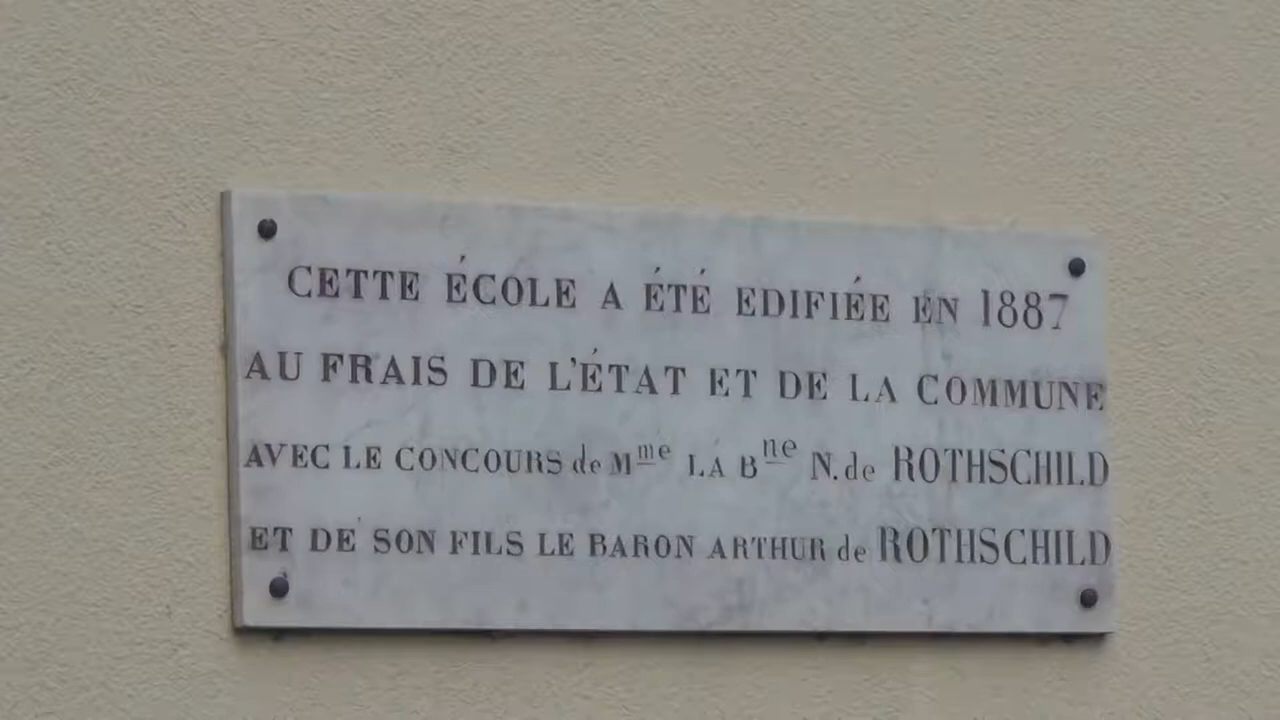 CETTE ÉCOLE A ÉTÉ EDIFIÉE EN 1887
AU FRAIS DE L'ÉTAT ET DE LA COMMUNE
AVEC LE CONCOURS de Mme LA Bne N. de ROTHSCHILD
ET DE SON FILS LE BARON ARTHUR de ROTHSCHILD